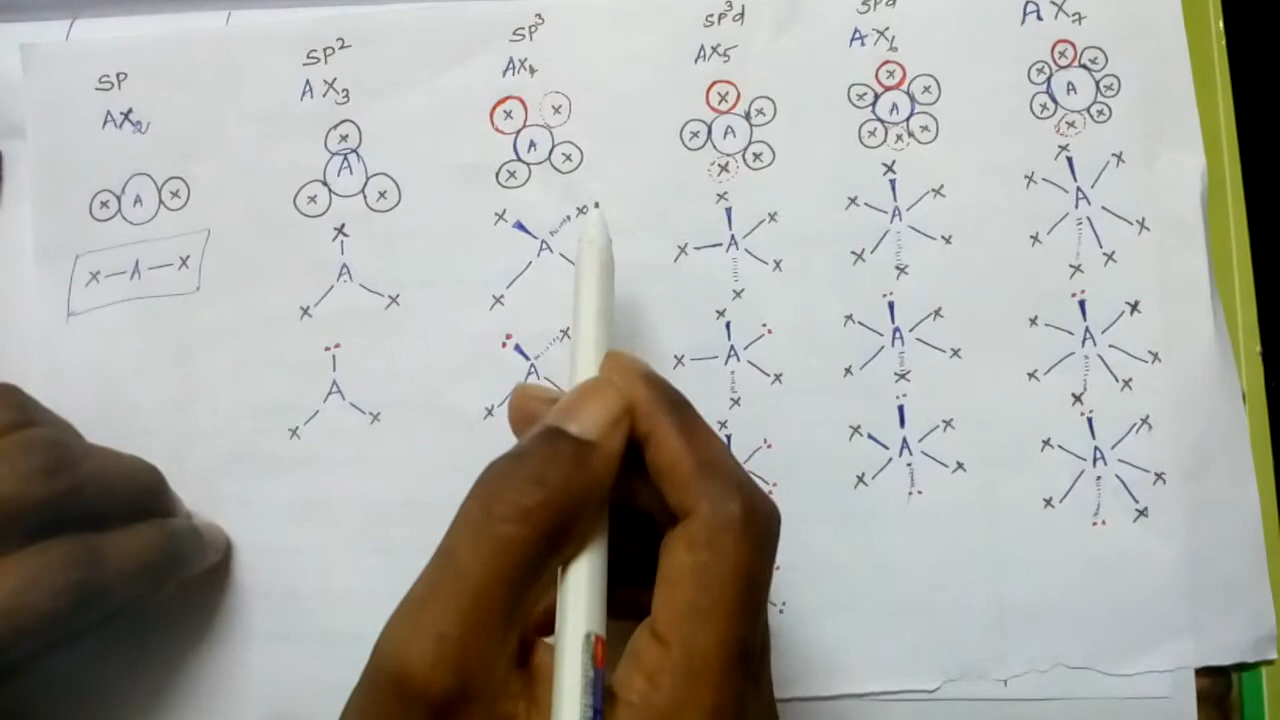 SP
AX₂
X A X
X—A—X
SP²
AX₃
X
A
X X
X
A
X X
A
X X
SP³
AX₄
X X
A
X X
X A X
X
X
A
X
SP³d
AX₅
X X
X A
X X
X
X
X A
X
X
X
X A
X
X
X
AX₆
X
X X
A
X X X
X
X X
A
X X
X
X X
A
X X
X
X X
A
X X
AX₇
X X
X A X
X X
X
X X
X A
X X
X X
X X
A
X X
X X
X X
A X
X X